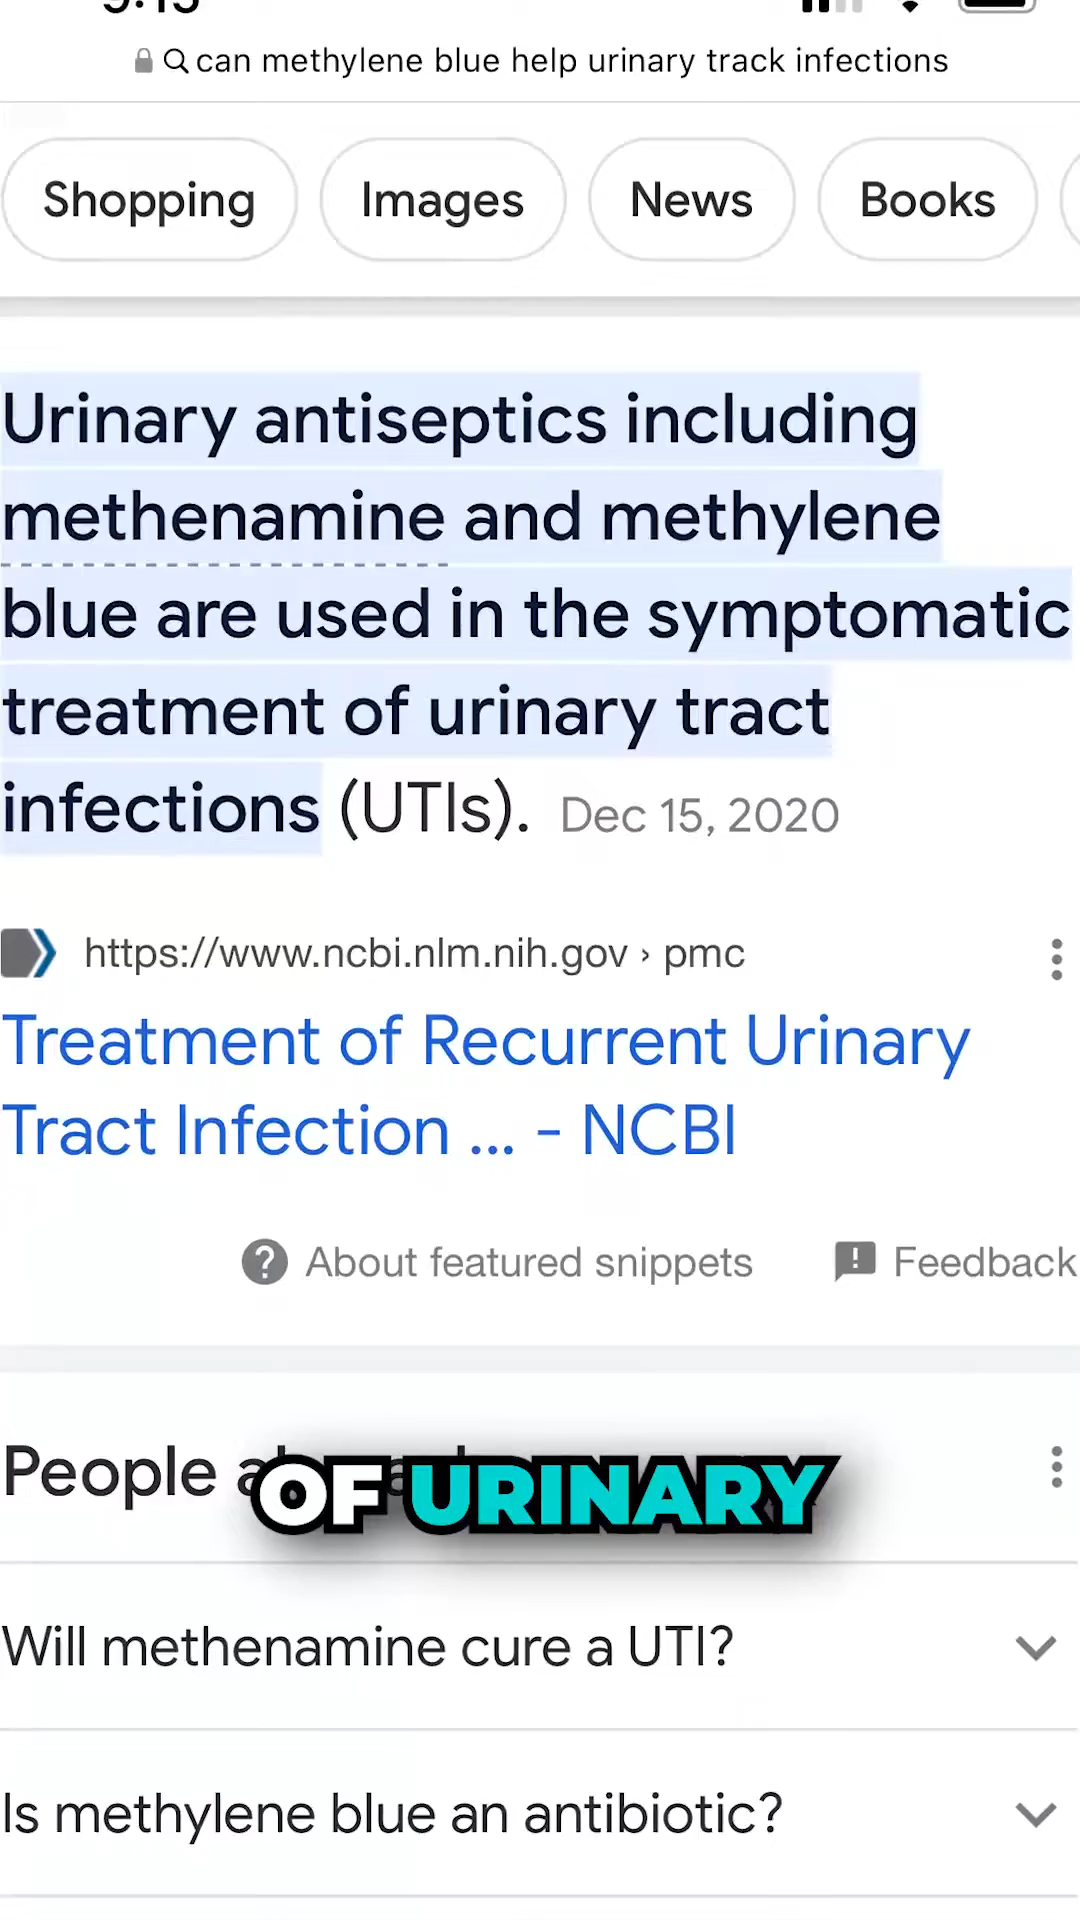 can methylene blue help urinary track infections
Shopping
Images
News
Books
Urinary antiseptics including
methenamine and methylene
blue are used in the symptomatic
treatment of urinary tract
infections (UTIs). Dec 15, 2020
https://www.ncbi.nlm.nih.gov › pmc
Treatment of Recurrent Urinary
Tract Infection ... - NCBI
About featured snippets
Feedback
People
OF URINARY
Will methenamine cure a UTI?
Is methylene blue an antibiotic?